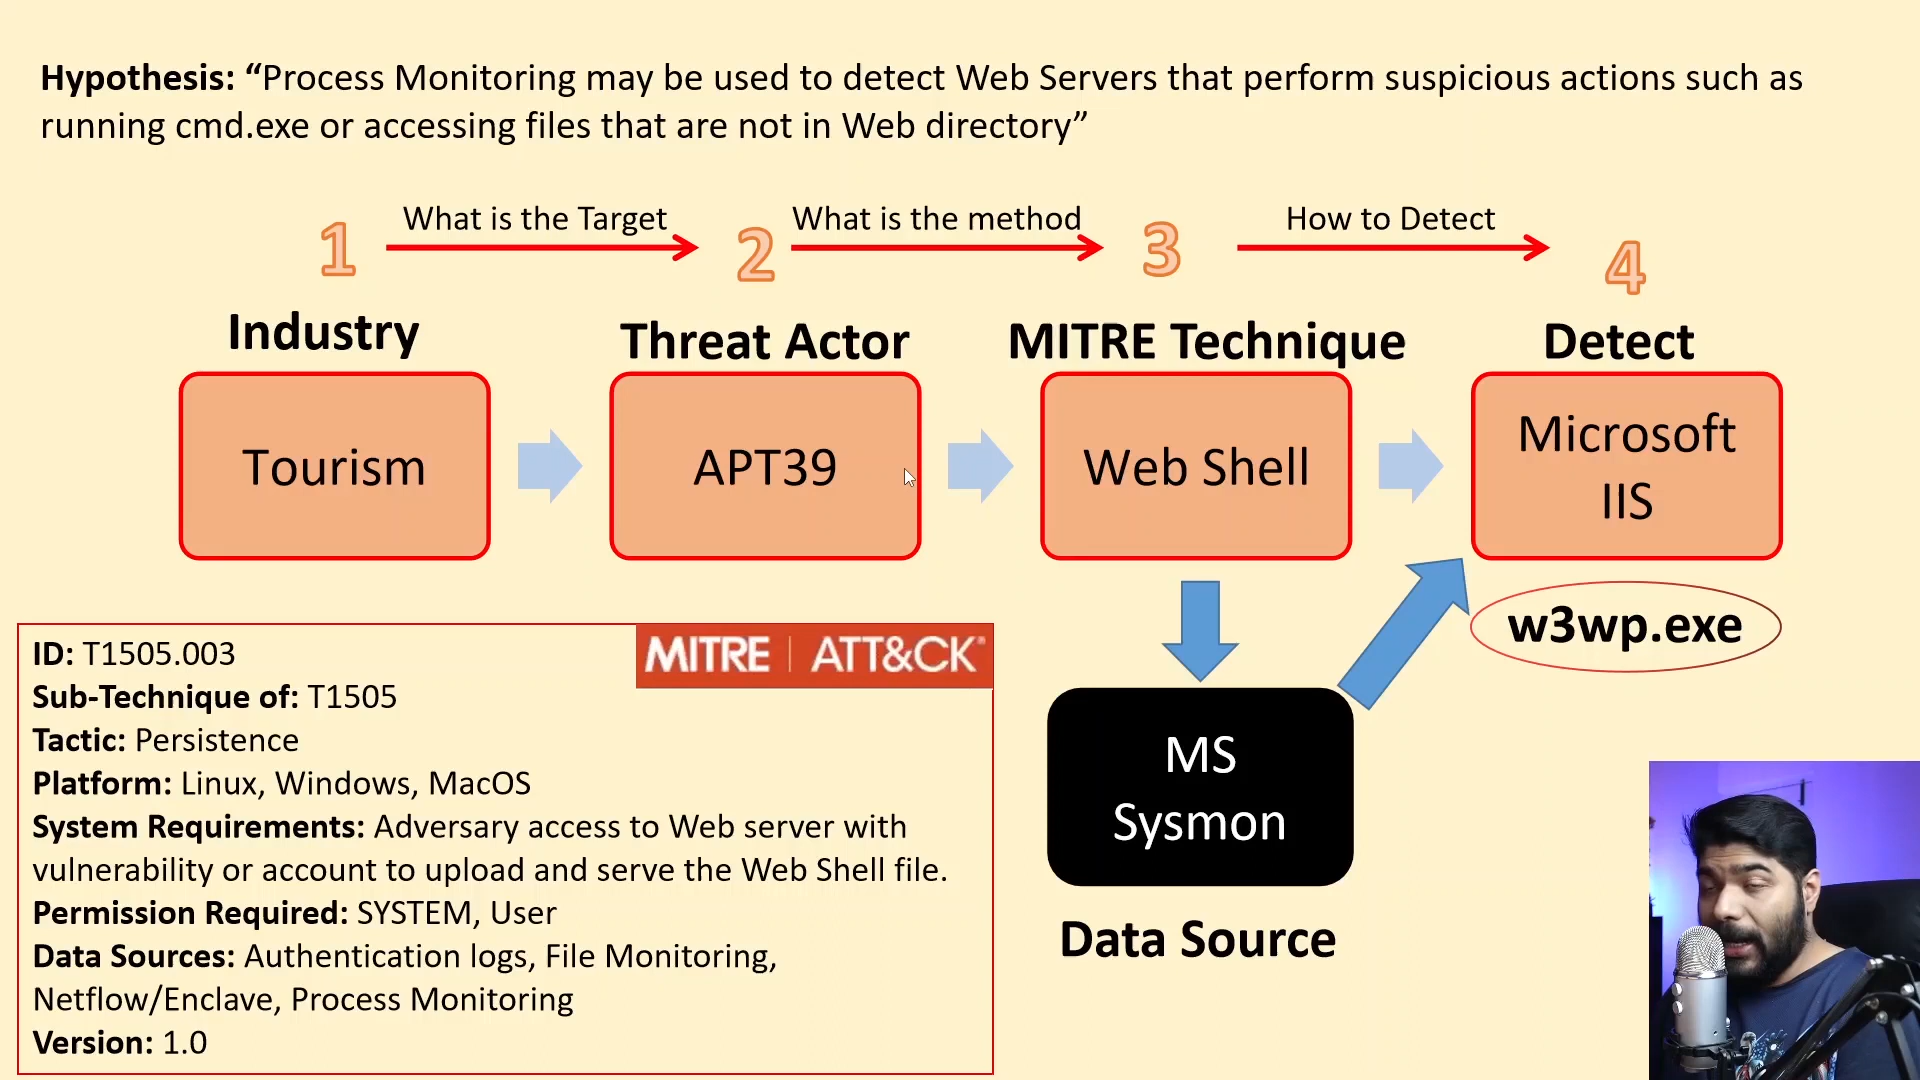 Hypothesis: “Process Monitoring may be used to detect Web Servers that perform suspicious actions such as
running cmd.exe or accessing files that are not in Web directory”
1
What is the Target
2
What is the method
3
How to Detect
4
Industry
Threat Actor
MITRE Technique
Detect
Tourism
APT39
Web Shell
Microsoft
IIS
w3wp.exe
MITRE | ATT&CK®
ID: T1505.003
Sub-Technique of: T1505
Tactic: Persistence
Platform: Linux, Windows, MacOS
System Requirements: Adversary access to Web server with
vulnerability or account to upload and serve the Web Shell file.
Permission Required: SYSTEM, User
Data Sources: Authentication logs, File Monitoring,
Netflow/Enclave, Process Monitoring
Version: 1.0
MS
Sysmon
Data Source